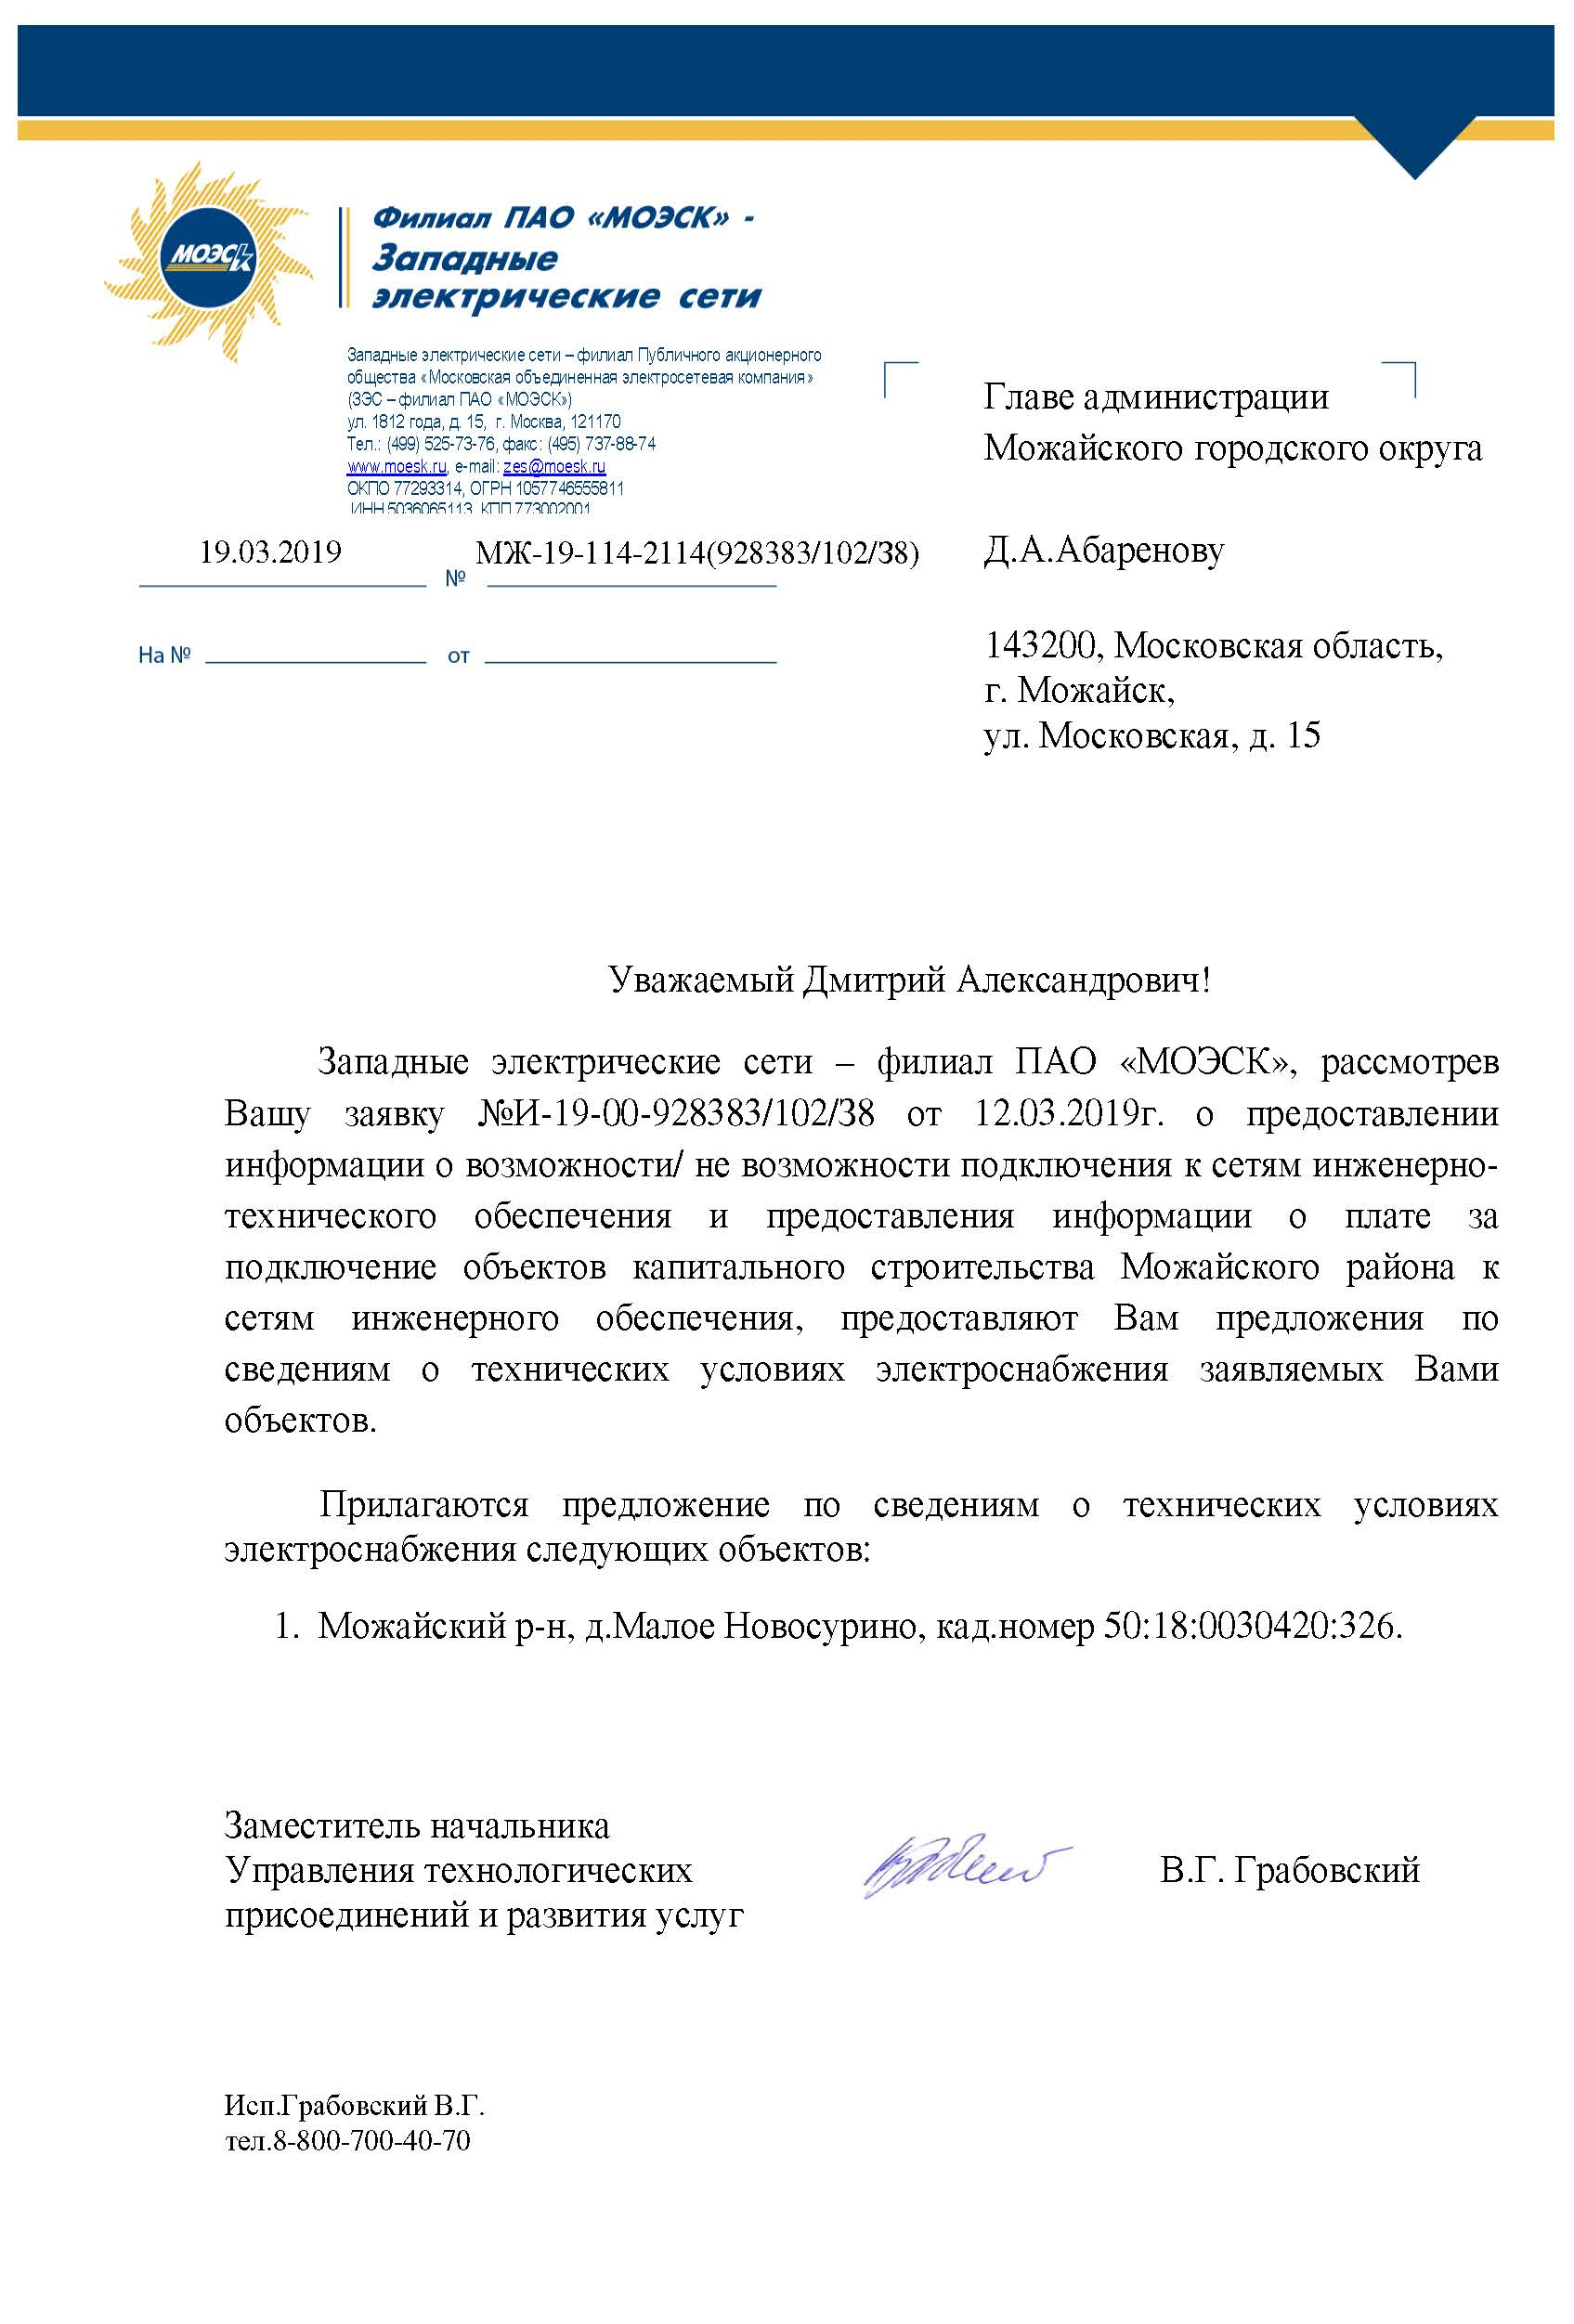 МОЭСК
Филиал ПАО «МОЭСК» -
Западные
электрические сети
Западные электрические сети – филиал Публичного акционерного
общества «Московская объединенная электросетевая компания»
(ЗЭС – филиал ПАО «МОЭСК»)
ул. 1812 года, д. 15, г. Москва, 121170
Тел.: (499) 525-73-76, факс: (495) 737-88-74
www.moesk.ru, e-mail: zes@moesk.ru
ОКПО 77293314, ОГРН 1057746555811
ИНН 5036065113, КПП 773002001
19.03.2019 № МЖ-19-114-2114(928383/102/З8)
На № от
Главе администрации
Можайского городского округа
Д.А.Абаренову
143200, Московская область,
г. Можайск,
ул. Московская, д. 15
Уважаемый Дмитрий Александрович!
Западные электрические сети – филиал ПАО «МОЭСК», рассмотрев
Вашу заявку №И-19-00-928383/102/З8 от 12.03.2019г. о предоставлении
информации о возможности/ не возможности подключения к сетям инженерно-
технического обеспечения и предоставления информации о плате за
подключение объектов капитального строительства Можайского района к
сетям инженерного обеспечения, предоставляют Вам предложения по
сведениям о технических условиях электроснабжения заявляемых Вами
объектов.
Прилагаются предложение по сведениям о технических условиях
электроснабжения следующих объектов:
1. Можайский р-н, д.Малое Новосурино, кад.номер 50:18:0030420:326.
Заместитель начальника
Управления технологических
присоединений и развития услуг
В.Г. Грабовский
Исп.Грабовский В.Г.
тел.8-800-700-40-70